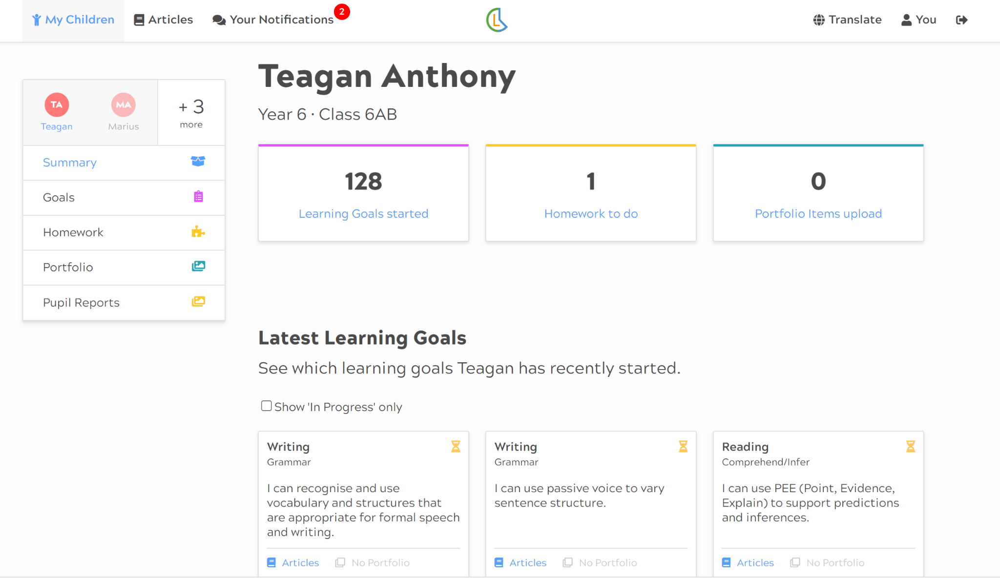 My Children
Articles
Your Notifications
2
L
Translate
You
TA
Teagan
MA
Marius
+ 3
more
Summary
Goals
Homework
Portfolio
Pupil Reports
Teagan Anthony
Year 6 · Class 6AB
128
Learning Goals started
1
Homework to do
0
Portfolio Items upload
Latest Learning Goals
See which learning goals Teagan has recently started.
Show 'In Progress' only
Writing
Grammar
I can recognise and use
vocabulary and structures that
are appropriate for formal speech
and writing.
Articles
No Portfolio
Writing
Grammar
I can use passive voice to vary
sentence structure.
Articles
No Portfolio
Reading
Comprehend/Infer
I can use PEE (Point, Evidence,
Explain) to support predictions
and inferences.
Articles
No Portfolio